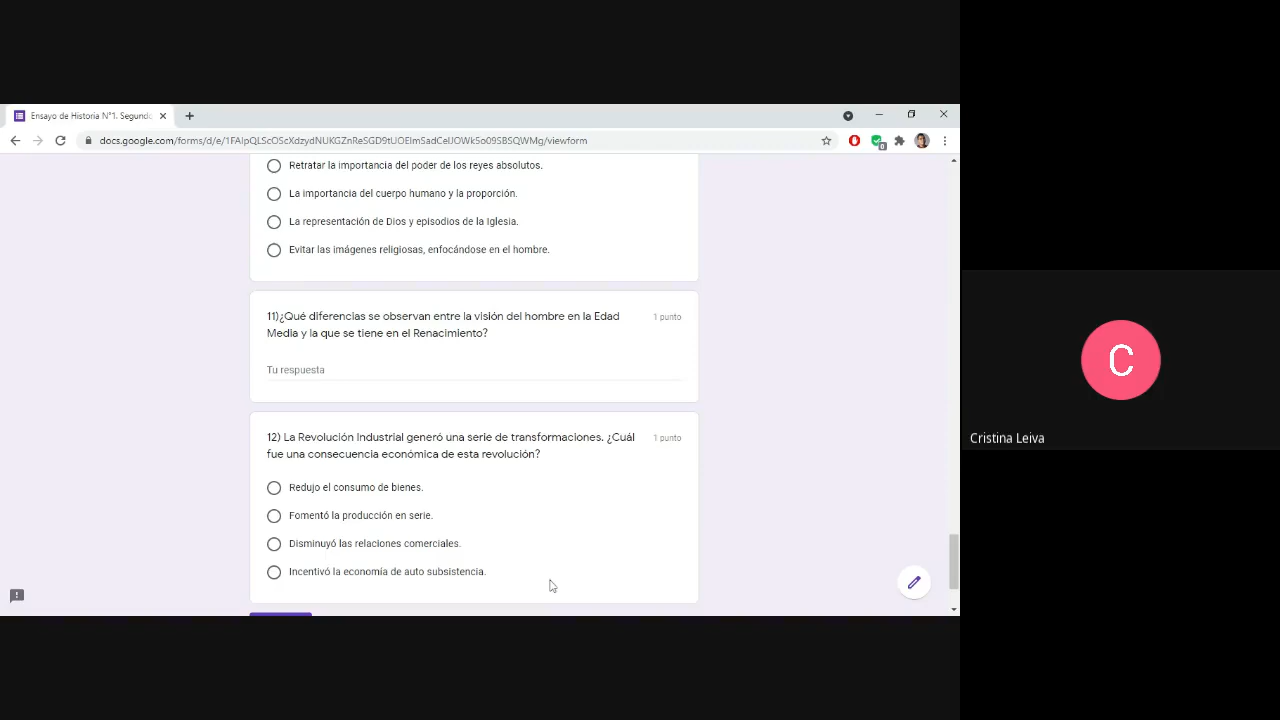 Ensayo de Historia N°1. Segundo
docs.google.com/forms/d/e/1FAIpQLScOScXdzydNUKGZnReSGD9tUOElmSadCelJOWk5o09SBSQWMg/viewform
Retratar la importancia del poder de los reyes absolutos.
La importancia del cuerpo humano y la proporción.
La representación de Dios y episodios de la Iglesia.
Evitar las imágenes religiosas, enfocándose en el hombre.
11)¿Qué diferencias se observan entre la visión del hombre en la Edad 1 punto
Media y la que se tiene en el Renacimiento?
Tu respuesta
12) La Revolución Industrial generó una serie de transformaciones. ¿Cuál 1 punto
fue una consecuencia económica de esta revolución?
Redujo el consumo de bienes.
Fomentó la producción en serie.
Disminuyó las relaciones comerciales.
Incentivó la economía de auto subsistencia.
C
Cristina Leiva